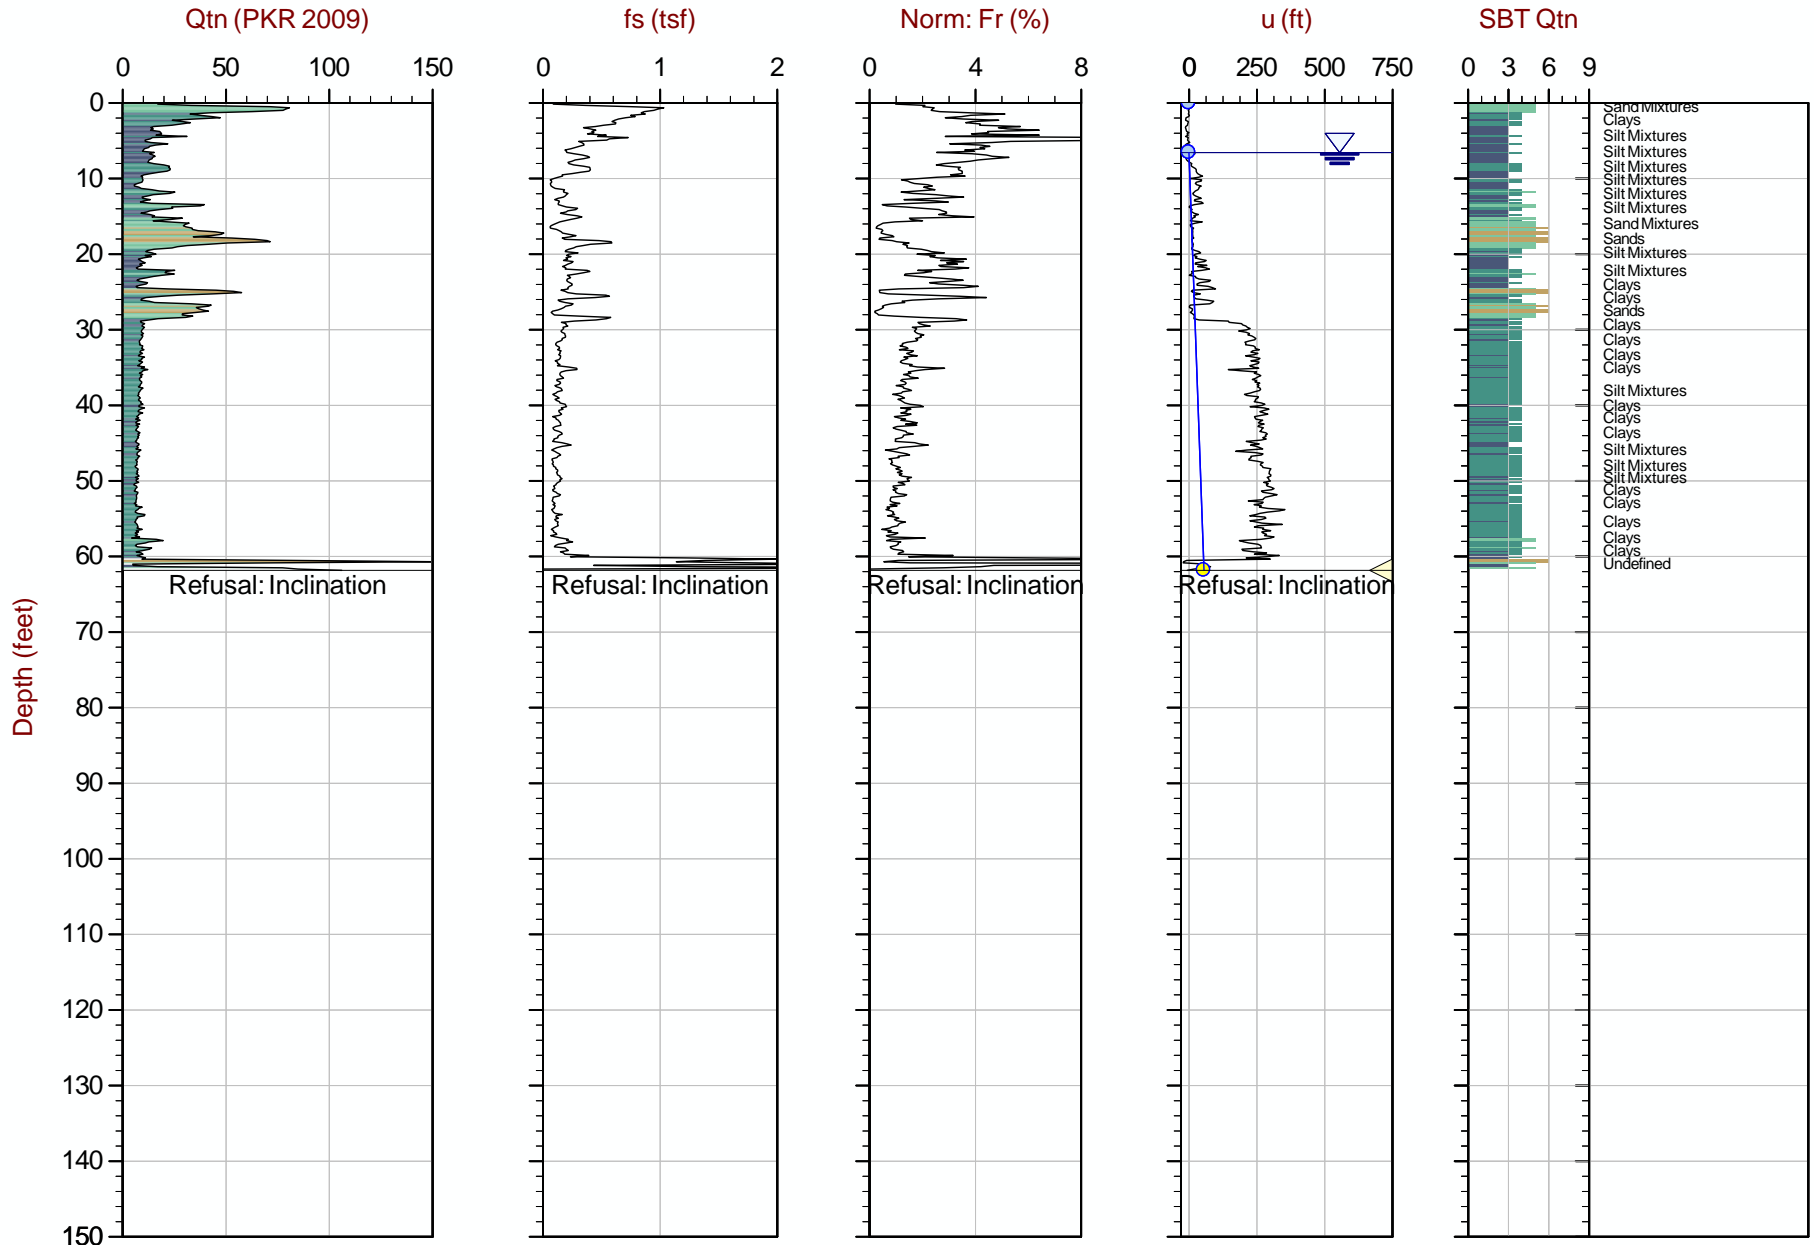 Qtn (PKR 2009)
fs (tsf)
Norm: Fr (%)
u (ft)
SBT Qtn
0 50 100 150
0 1 2
0 4 8
0 250 500 750
0 3 6 9
0
10
20
30
40
50
60
70
80
90
100
110
120
130
140
150
Depth (feet)
Sand Mixtures
Clays
Silt Mixtures
Silt Mixtures
Silt Mixtures
Silt Mixtures
Silt Mixtures
Silt Mixtures
Sand Mixtures
Sands
Silt Mixtures
Silt Mixtures
Clays
Clays
Sands
Clays
Clays
Clays
Clays
Silt Mixtures
Clays
Clays
Clays
Silt Mixtures
Silt Mixtures
Silt Mixtures
Clays
Clays
Clays
Clays
Clays
Undefined
Refusal: Inclination
Refusal: Inclination
Refusal: Inclination
Refusal: Inclination